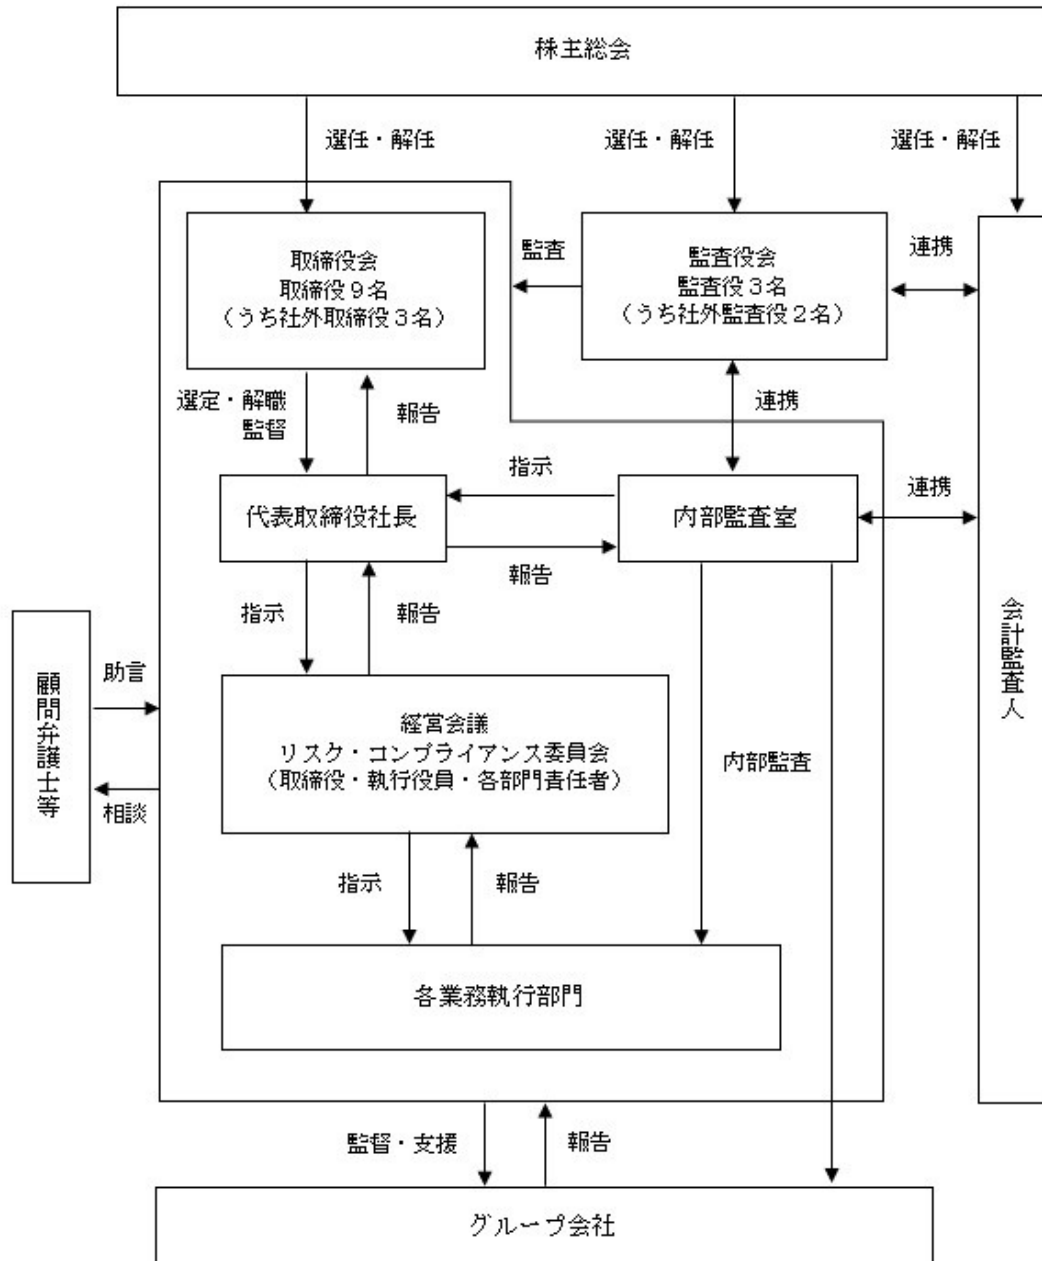 株主総会
選任・解任
選任・解任
選任・解任
取締役会
取締役９名
（うち社外取締役３名）
監査
監査役会
監査役３名
（うち社外監査役２名）
連携
選定・解職
監督
報告
連携
指示
連携
代表取締役社長
内部監査室
報告
指示
報告
会計監査人
顧問弁護士等
助言
相談
経営会議
リスク・コンプライアンス委員会
（取締役・執行役員・各部門責任者）
内部監査
指示
報告
各業務執行部門
監督・支援
報告
グループ会社